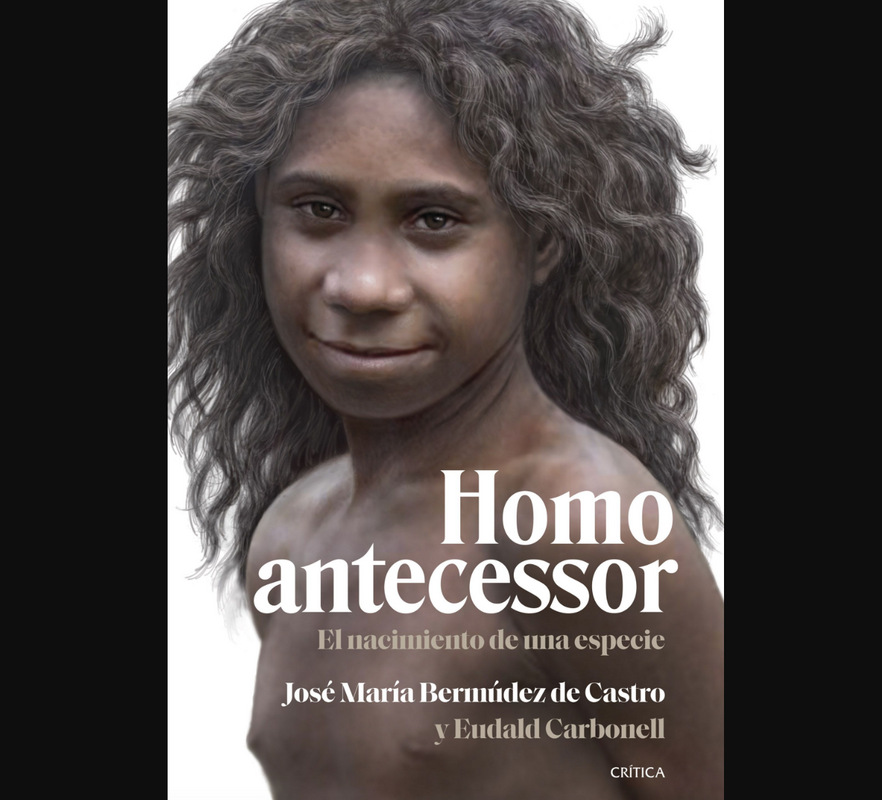 Homo
antecessor
El nacimiento de una especie
José María Bermúdez de Castro
y Eudald Carbonell
CRÍTICA